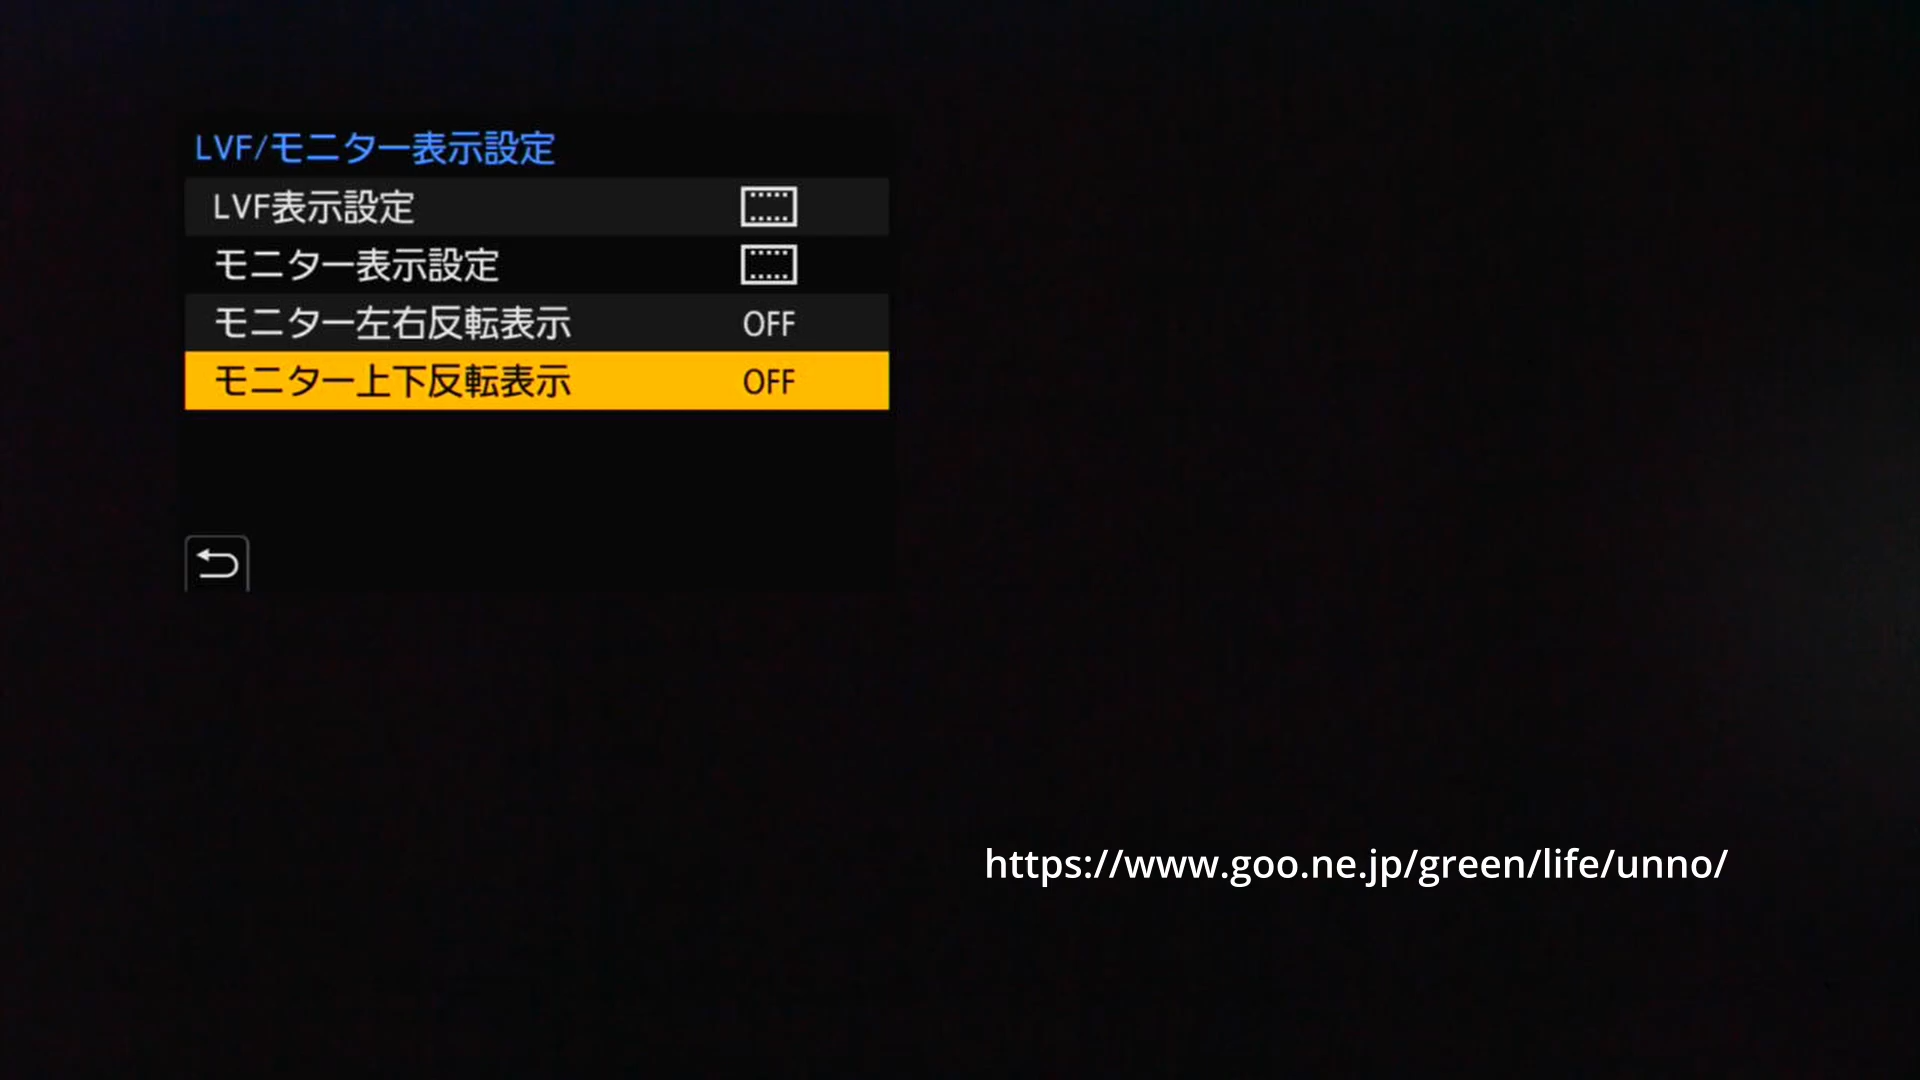 LVF/モニター表示設定
LVF表示設定
モニター表示設定
モニター左右反転表示 OFF
モニター上下反転表示 OFF
https://www.goo.ne.jp/green/life/unno/